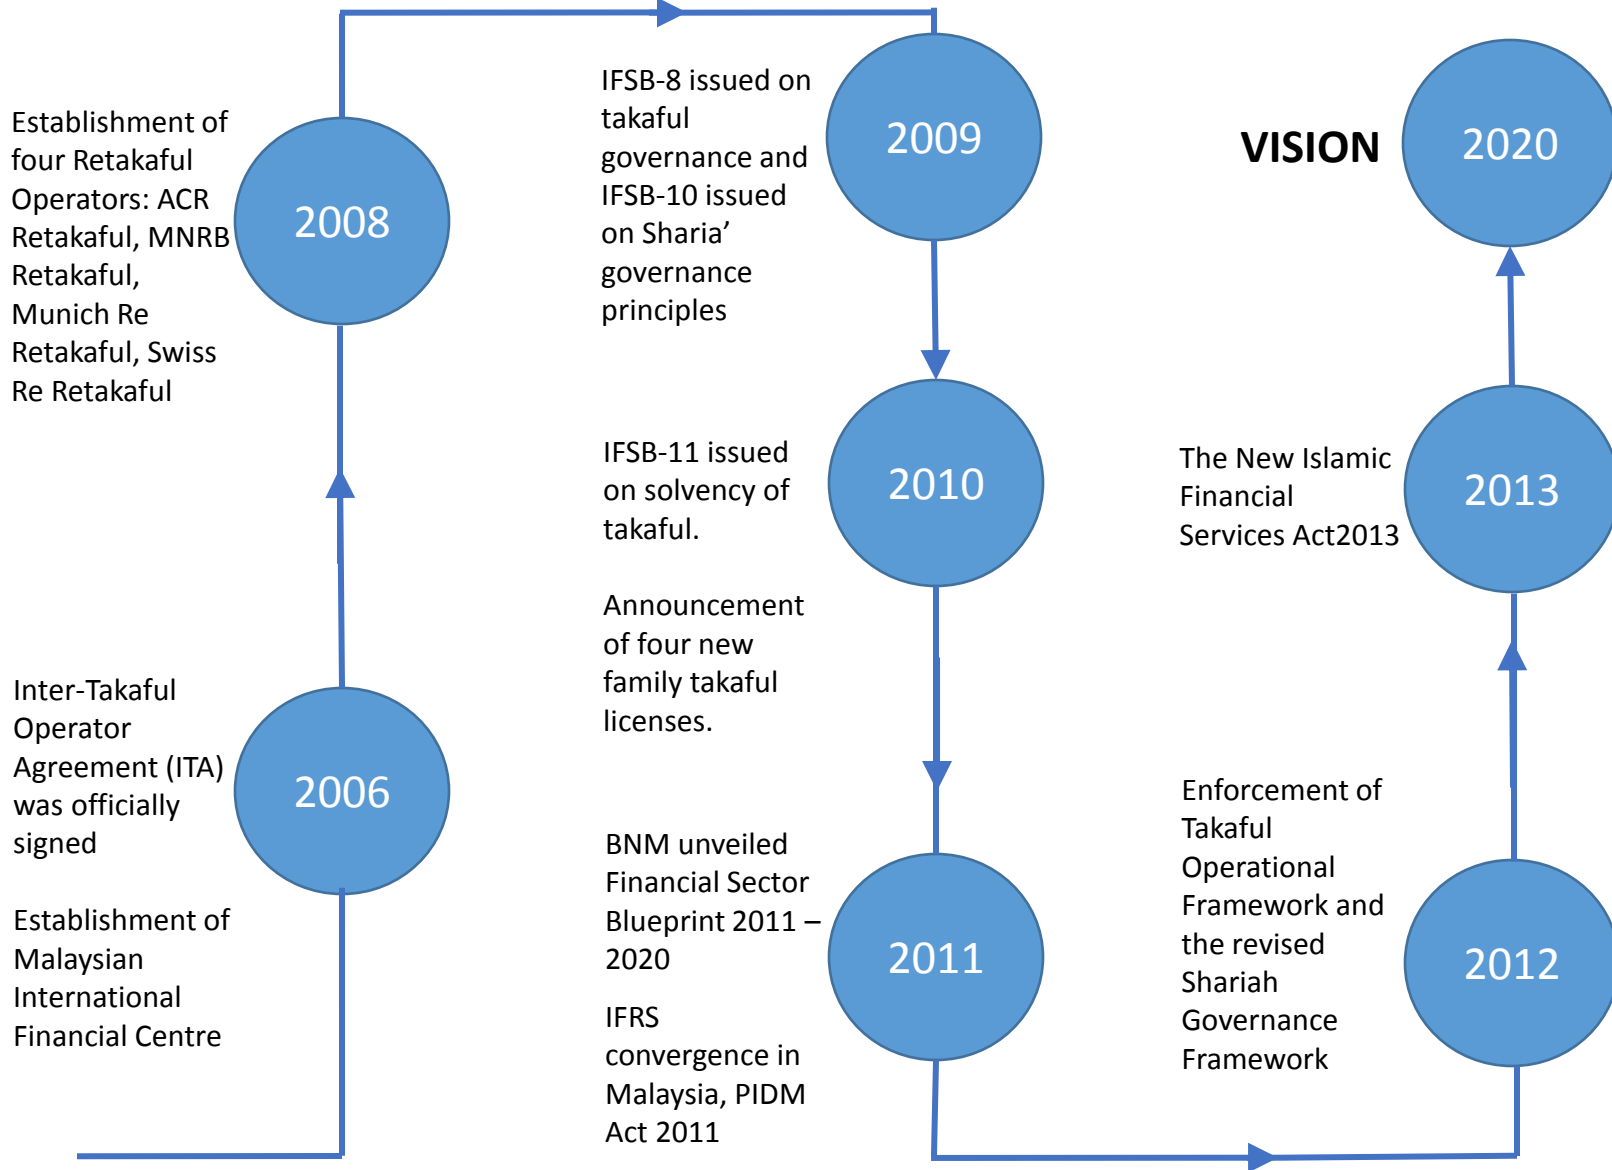 Establishment of
four Retakaful
Operators: ACR
Retakaful, MNRB
Retakaful,
Munich Re
Retakaful, Swiss
Re Retakaful
2008
Inter-Takaful
Operator
Agreement (ITA)
was officially
signed
2006
Establishment of
Malaysian
International
Financial Centre
IFSB-8 issued on
takaful
governance and
IFSB-10 issued
on Sharia’
governance
principles
2009
IFSB-11 issued
on solvency of
takaful.
2010
Announcement
of four new
family takaful
licenses.
BNM unveiled
Financial Sector
Blueprint 2011 –
2020
2011
IFRS
convergence in
Malaysia, PIDM
Act 2011
VISION
2020
The New Islamic
Financial
Services Act2013
2013
Enforcement of
Takaful
Operational
Framework and
the revised
Shariah
Governance
Framework
2012